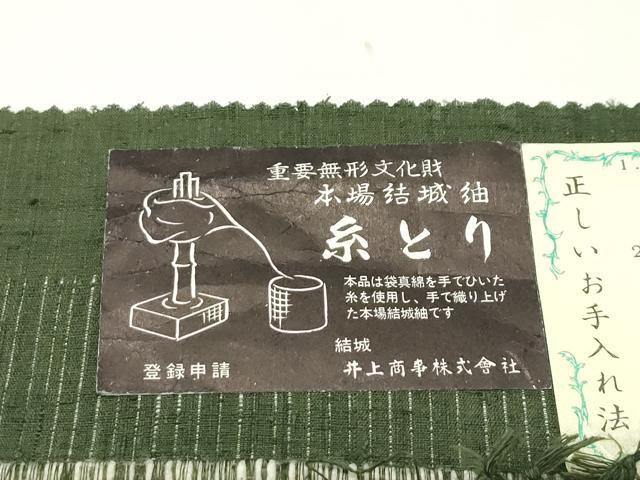 重要無形文化財
本場結城紬
糸とり
本品は袋真綿を手でひいた
糸を使用し、手で織り上げ
た本場結城紬です
結城
登録申請
井上商事株式會社
正しいお手入れ法
1.
2